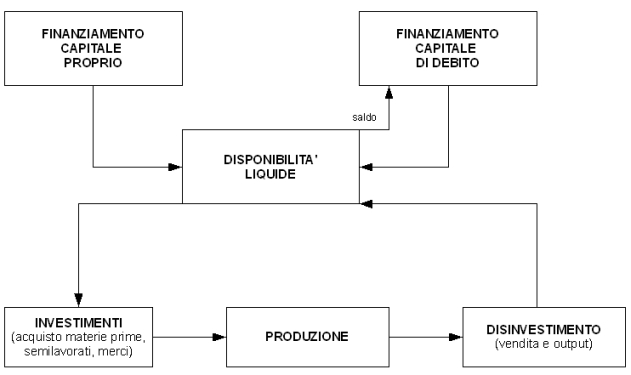 FINANZIAMENTO
CAPITALE
PROPRIO
FINANZIAMENTO
CAPITALE
DI DEBITO
saldo
DISPONIBILITA'
LIQUIDE
INVESTIMENTI
(acquisto materie prime,
semilavorati, merci)
PRODUZIONE
DISINVESTIMENTO
(vendita e output)